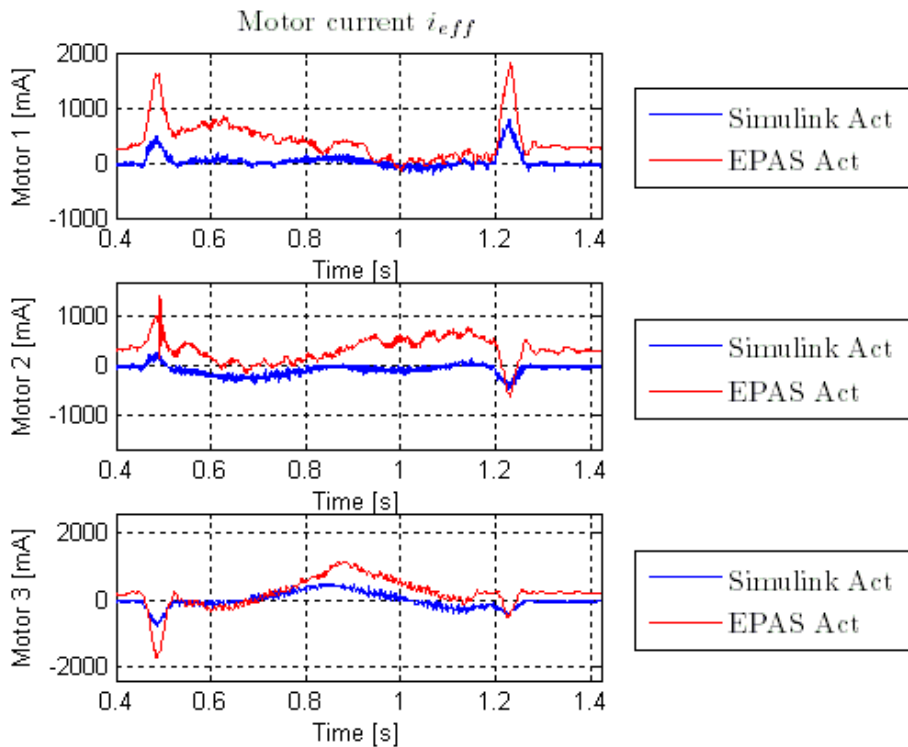 Motor current i_eff
Motor 1 [mA]
2000
1000
0
-1000
0.4 0.6 0.8 1 1.2 1.4
Time [s]
Simulink Act
EPAS Act
Motor 2 [mA]
1000
0
-1000
0.4 0.6 0.8 1 1.2 1.4
Time [s]
Simulink Act
EPAS Act
Motor 3 [mA]
2000
0
-2000
0.4 0.6 0.8 1 1.2 1.4
Time [s]
Simulink Act
EPAS Act